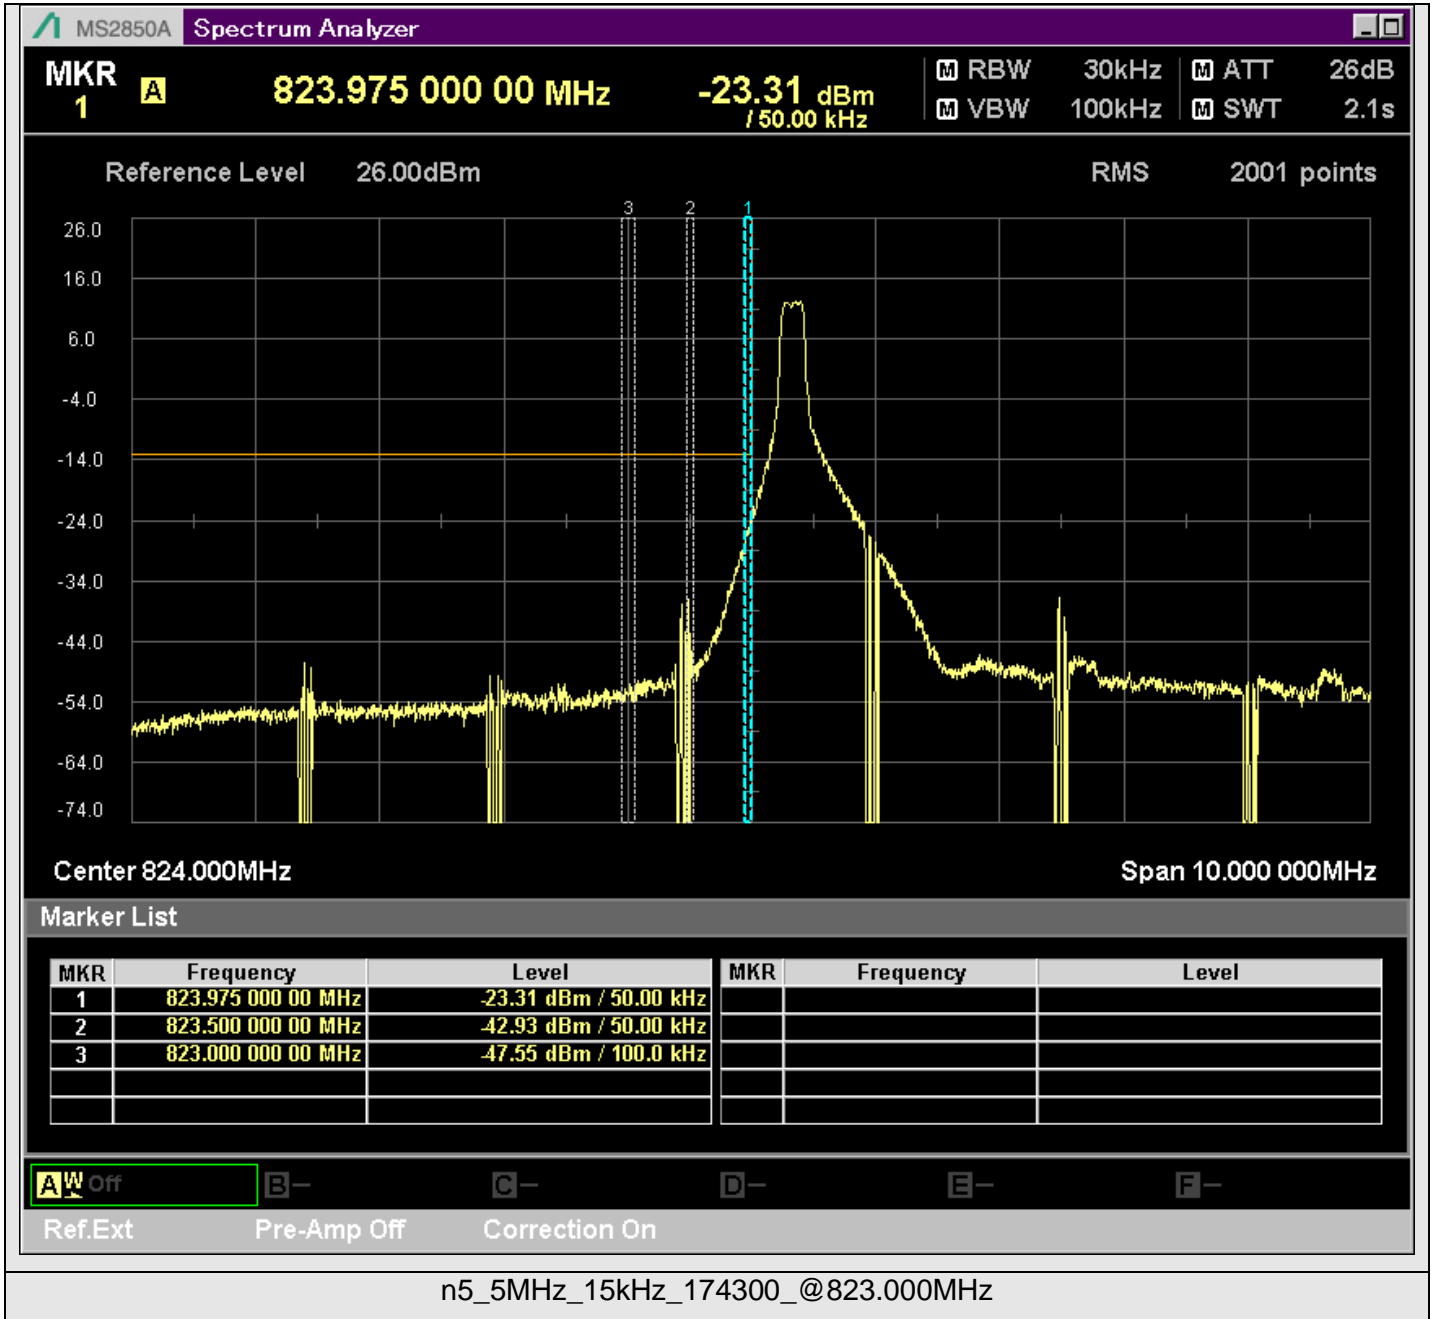 MS2850A Spectrum Analyzer
MKR 1 A 823.975 000 00 MHz -23.31 dBm / 50.00 kHz
M RBW 30kHz M ATT 26dB
M VBW 100kHz M SWT 2.1s
Reference Level 26.00dBm RMS 2001 points
3 2 1
26.0
16.0
6.0
-4.0
-14.0
-24.0
-34.0
-44.0
-54.0
-64.0
-74.0
Center 824.000MHz Span 10.000 000MHz
Marker List
MKR Frequency Level MKR Frequency Level
1 823.975 000 00 MHz -23.31 dBm / 50.00 kHz
2 823.500 000 00 MHz -42.93 dBm / 50.00 kHz
3 823.000 000 00 MHz -47.55 dBm / 100.0 kHz
A W Off B – C – D – E – F –
Ref.Ext Pre-Amp Off Correction On
n5_5MHz_15kHz_174300_@823.000MHz